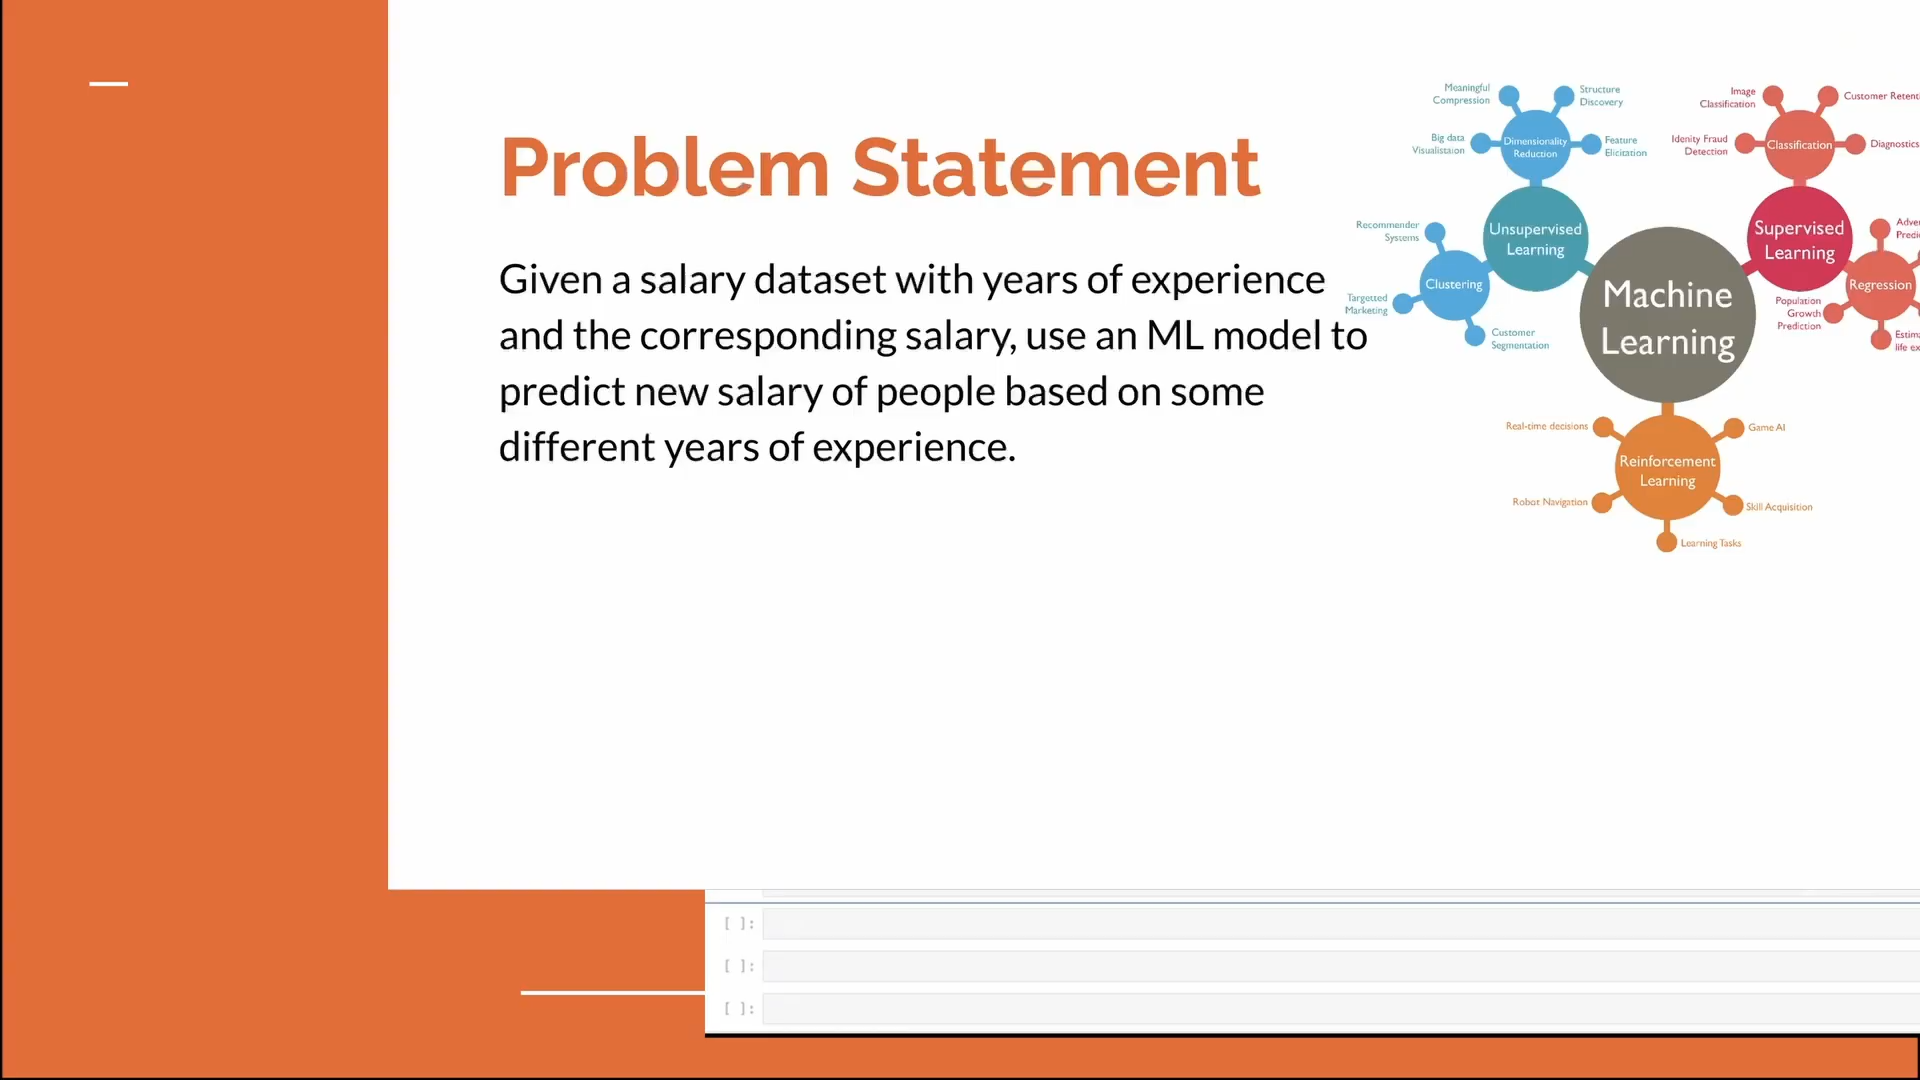 Problem Statement
Given a salary dataset with years of experience
and the corresponding salary, use an ML model to
predict new salary of people based on some
different years of experience.
Meaningful
Compression
Structure
Discovery
Big data
Visualistaion
Dimensionality
Reduction
Feature
Elicitation
Recommender
Systems
Unsupervised
Learning
Clustering
Targetted
Marketing
Customer
Segmentation
Image
Classification
Customer Retenti
Idenity Fraud
Detection
Classification
Diagnostics
Supervised
Learning
Adver
Predic
Regression
Population
Growth
Prediction
Estim
life ex
Machine
Learning
Real-time decisions
Game AI
Reinforcement
Learning
Robot Navigation
Skill Acquisition
Learning Tasks
[ ]:
[ ]:
[ ]: